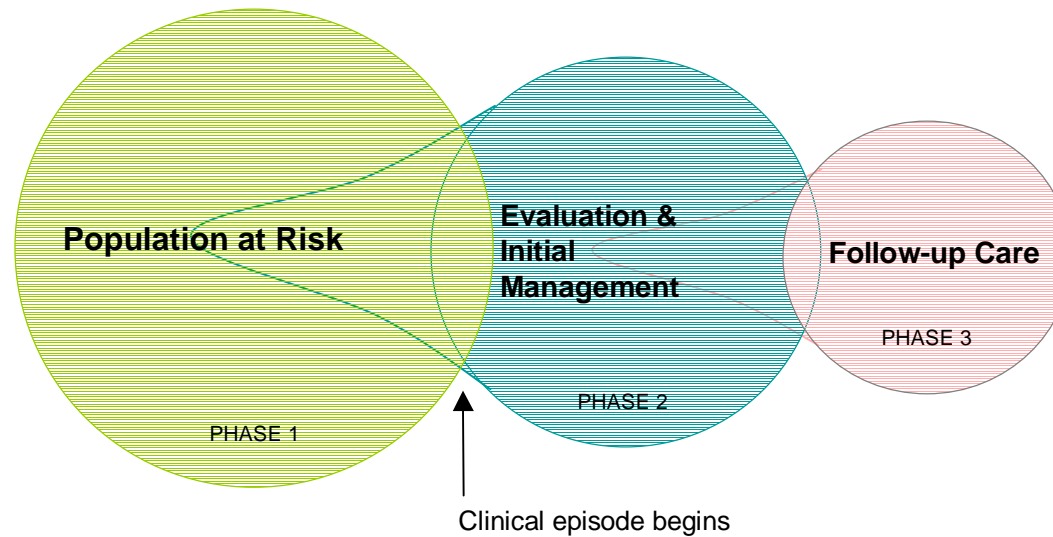 Population at Risk
PHASE 1
Evaluation &
Initial
Management
PHASE 2
Follow-up Care
PHASE 3
Clinical episode begins